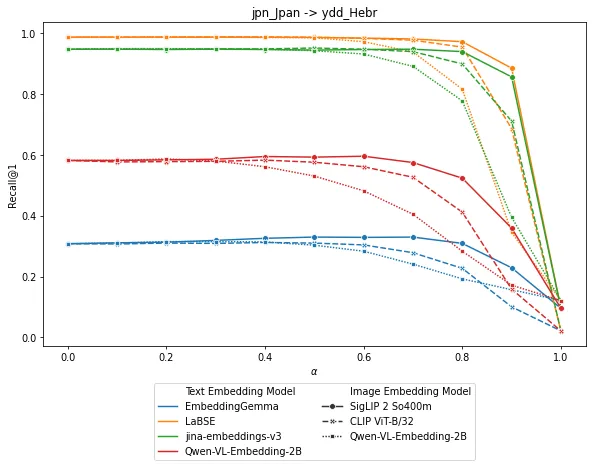 jpn_Jpan -> ydd_Hebr
Recall@1
1.0
0.8
0.6
0.4
0.2
0.0
0.0 0.2 0.4 0.6 0.8 1.0
α
Text Embedding Model
EmbeddingGemma
LaBSE
jina-embeddings-v3
Qwen-VL-Embedding-2B
Image Embedding Model
SigLIP 2 So400m
CLIP ViT-B/32
Qwen-VL-Embedding-2B